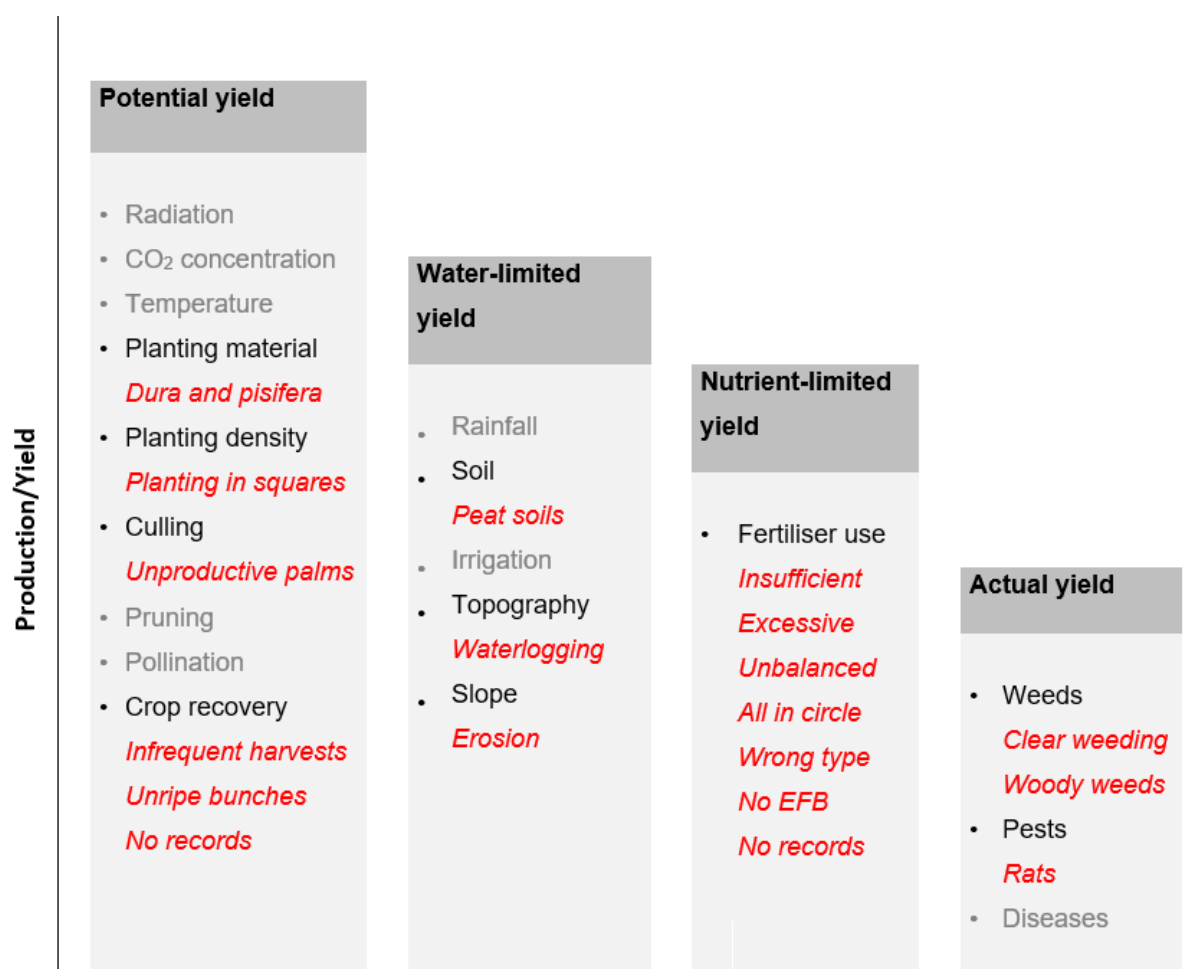 Production/Yield
Potential yield
• Radiation
• CO₂ concentration
• Temperature
• Planting material
Dura and pisifera
• Planting density
Planting in squares
• Culling
Unproductive palms
• Pruning
• Pollination
• Crop recovery
Infrequent harvests
Unripe bunches
No records
Water-limited
yield
• Rainfall
• Soil
Peat soils
• Irrigation
• Topography
Waterlogging
• Slope
Erosion
Nutrient-limited
yield
• Fertiliser use
Insufficient
Excessive
Unbalanced
All in circle
Wrong type
No EFB
No records
Actual yield
• Weeds
Clear weeding
Woody weeds
• Pests
Rats
• Diseases